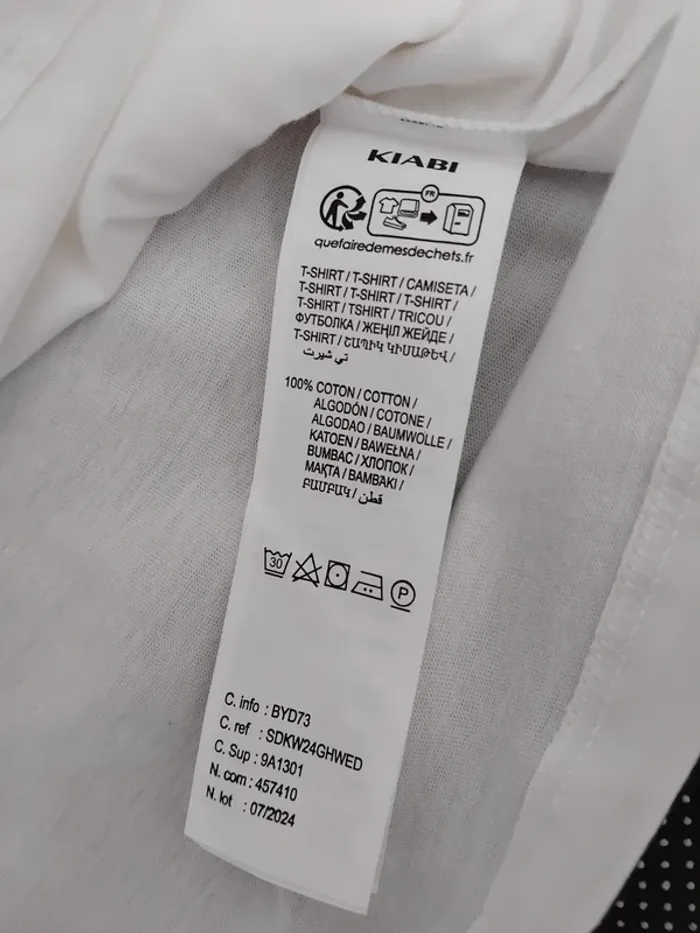 KIABI
FR
quefairedemesdechets.fr
T-SHIRT / T-SHIRT / CAMISETA /
T-SHIRT / T-SHIRT / T-SHIRT /
T-SHIRT / TSHIRT / TRICOU /
ФУТБОЛКА / ЖЕҢІЛ ЖЕЙДЕ /
T-SHIRT / ՇԱՊԻԿ ԿԻՍԱԹԵՎ /
تي شيرت
100% COTON / COTTON /
ALGODÓN / COTONE /
ALGODAO / BAUMWOLLE /
KATOEN / BAWEŁNA /
BUMBAC / ХЛОПОК /
МАҚТА / BAMBAKI /
ԲԱՄԲԱԿ / قطن
30
P
C. info : BYD73
C. ref : SDKW24GHWED
C. Sup : 9A1301
N. com : 457410
N. lot : 07/2024